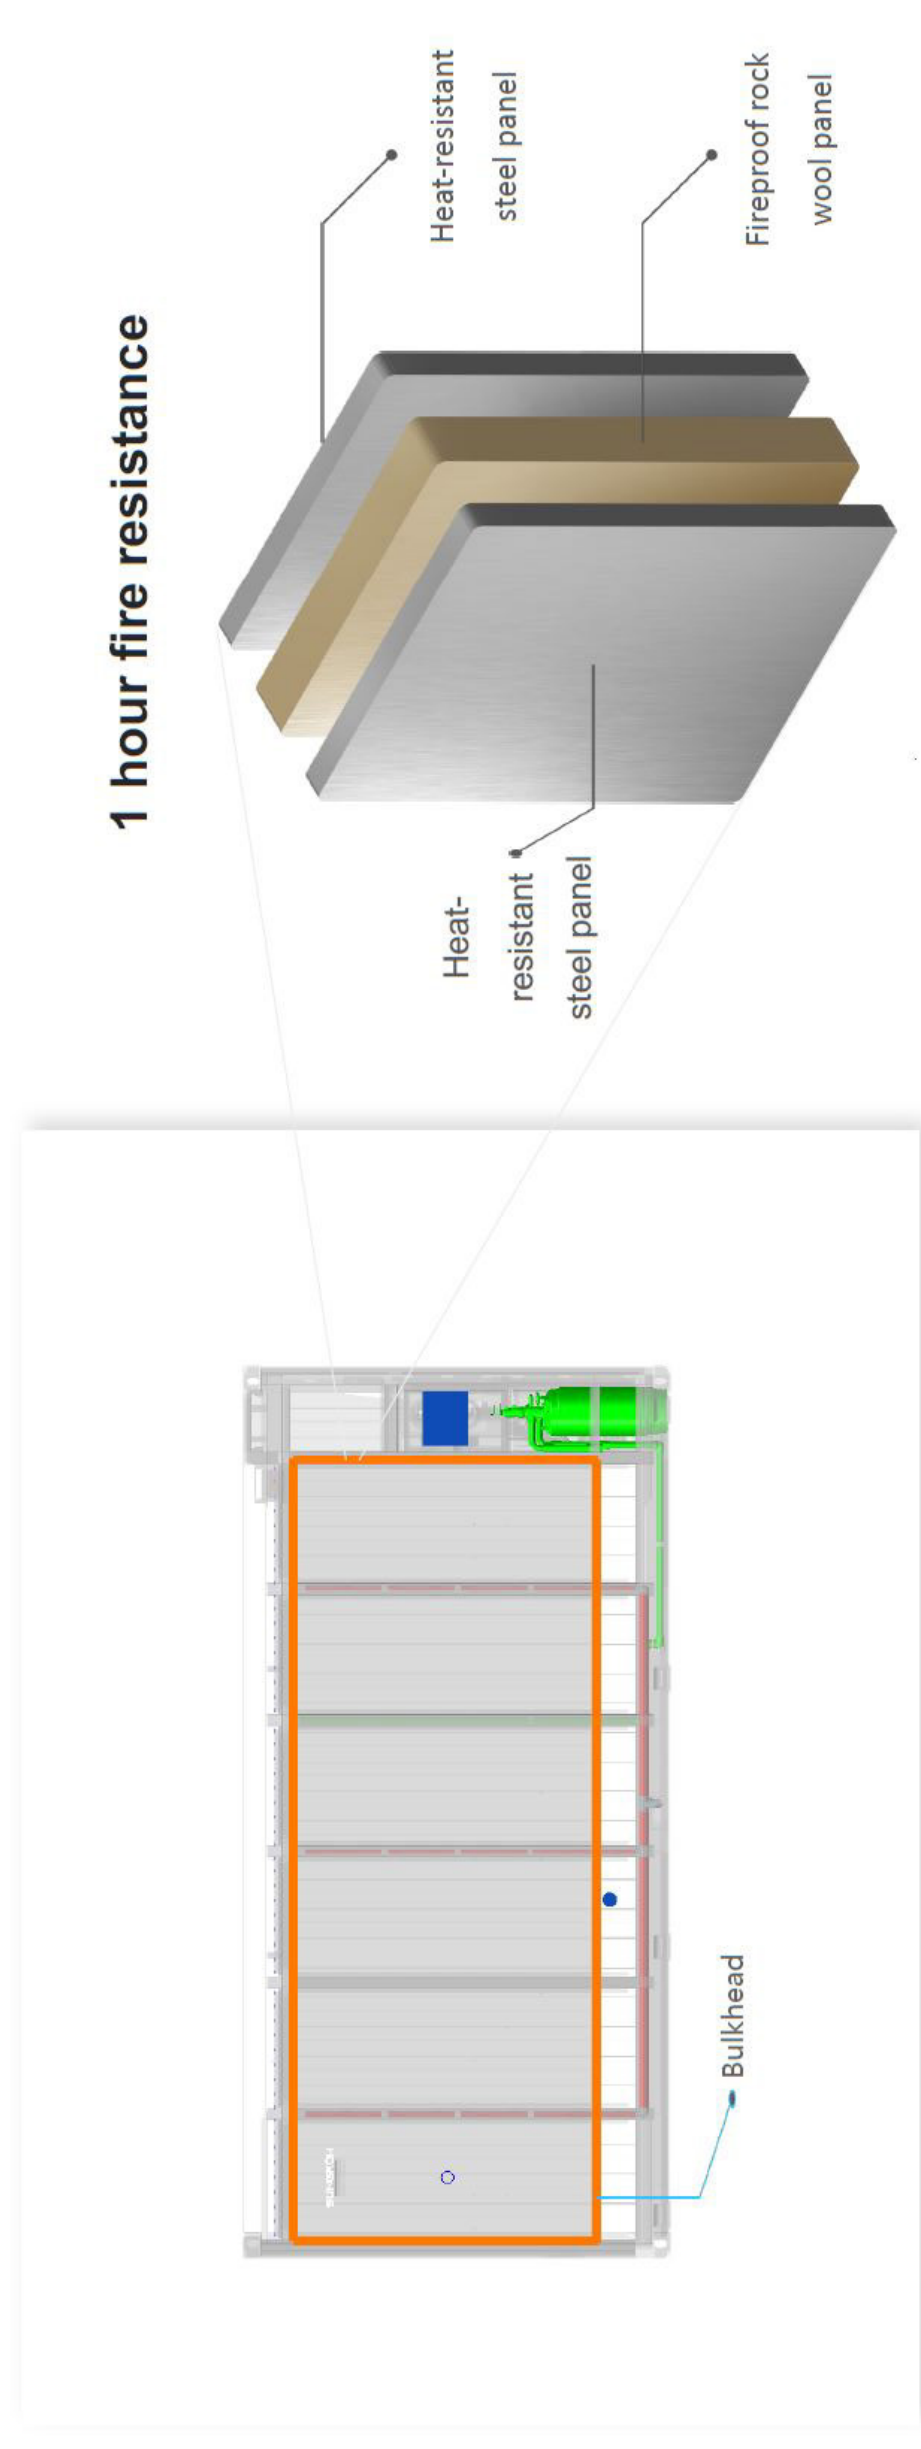 1 hour fire resistance
Heat-resistant
steel panel
Fireproof rock
wool panel
Heat-
resistant
steel panel
Bulkhead